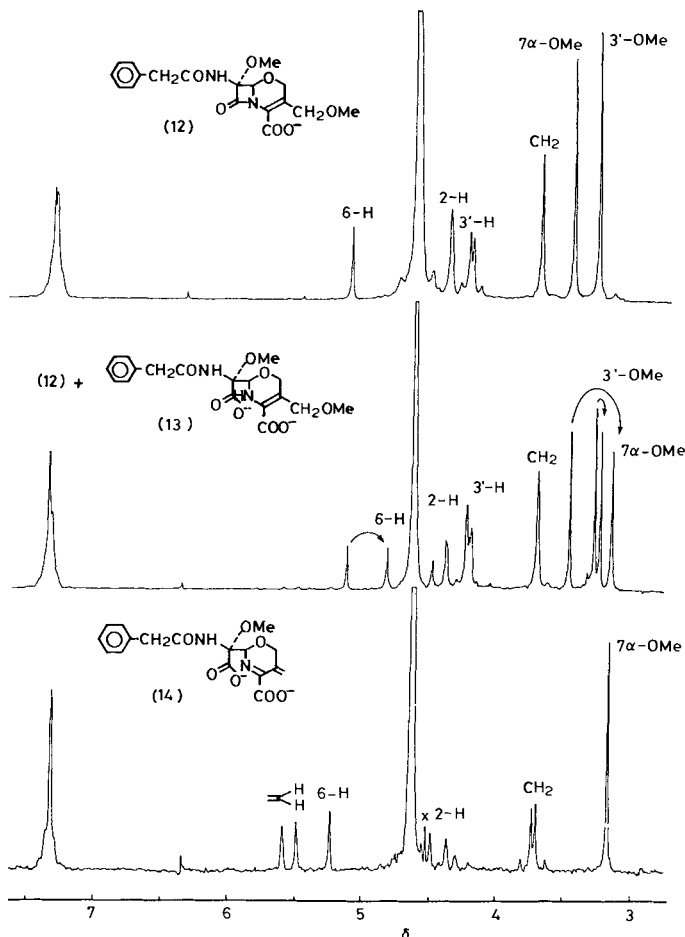 OMe
7α-OMe 3'-OMe
CH2CONH
O
O
N
CH2OMe
COO−
(12)
CH2
2-H
6-H
3'-H
OMe
CH2CONH
O
(12) +
O
HN
O−
CH2OMe
(13)
COO−
3'-OMe
7α-OMe
CH2
3'-H
2-H
6-H
OMe
CH2CONH
O
7α-OMe
O
N
O−
COO−
(14)
H
H
6-H
CH2
x 2-H
7 6 5 4 3
δ